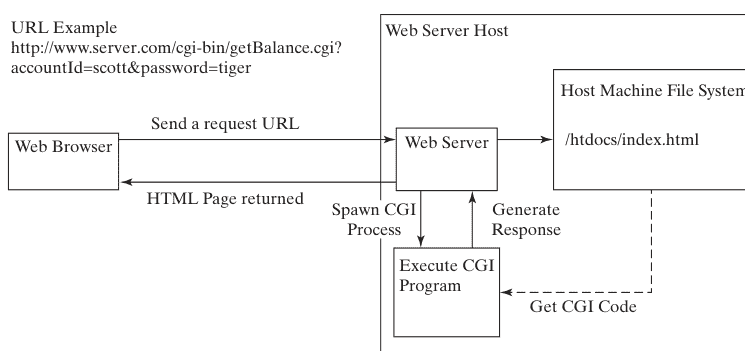 URL Example
http://www.server.com/cgi-bin/getBalance.cgi?
accountId=scott&password=tiger
Web Server Host
Host Machine File System
/htdocs/index.html
Send a request URL
Web Browser
Web Server
HTML Page returned
Spawn CGI
Process
Generate
Response
Execute CGI
Program
Get CGI Code